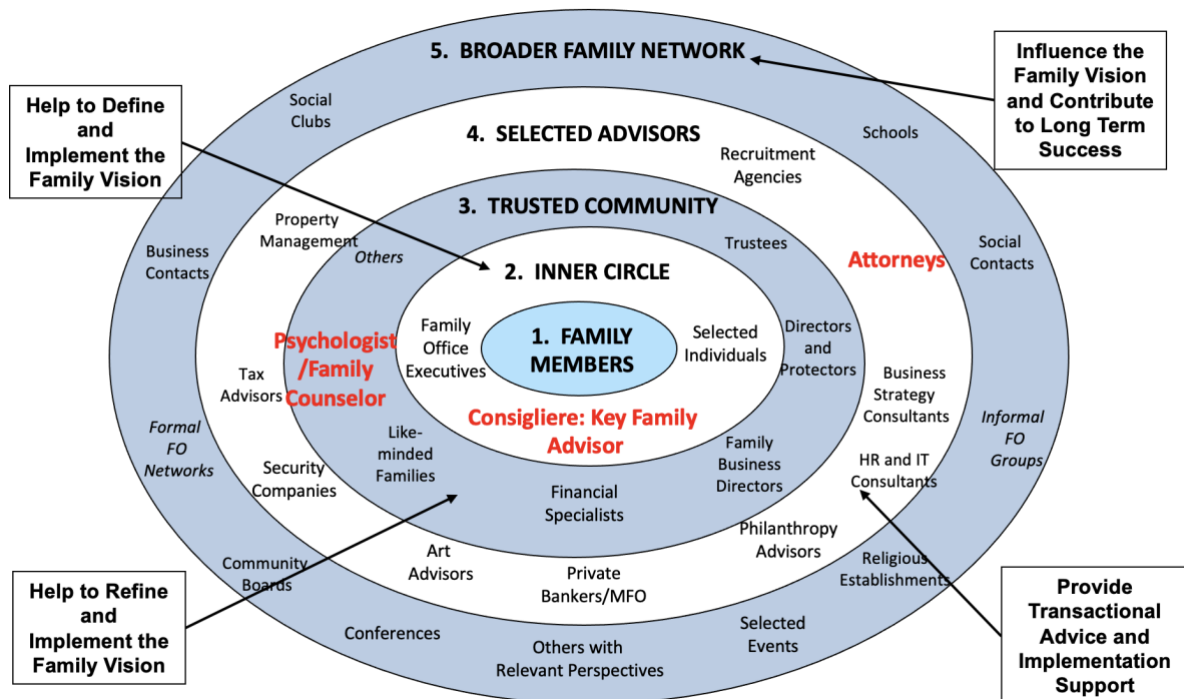 5. BROADER FAMILY NETWORK
Influence the
Family Vision
and Contribute
to Long Term
Success
Help to Define
and
Implement the
Family Vision
Social
Clubs
Schools
4. SELECTED ADVISORS
Recruitment
Agencies
3. TRUSTED COMMUNITY
Property
Management
Others
Trustees
Business
Contacts
Attorneys
Social
Contacts
2. INNER CIRCLE
Family
Office
Executives
1. FAMILY
MEMBERS
Selected
Individuals
Directors
and
Protectors
Psychologist
/Family
Counselor
Tax
Advisors
Business
Strategy
Consultants
Consigliere: Key Family
Advisor
Formal
FO
Networks
Informal
FO
Groups
Like-
minded
Families
Family
Business
Directors
Security
Companies
HR and IT
Consultants
Financial
Specialists
Philanthropy
Advisors
Art
Advisors
Private
Bankers/MFO
Community
Boards
Religious
Establishments
Help to Refine
and
Implement the
Family Vision
Provide
Transactional
Advice and
Implementation
Support
Conferences
Others with
Relevant Perspectives
Selected
Events